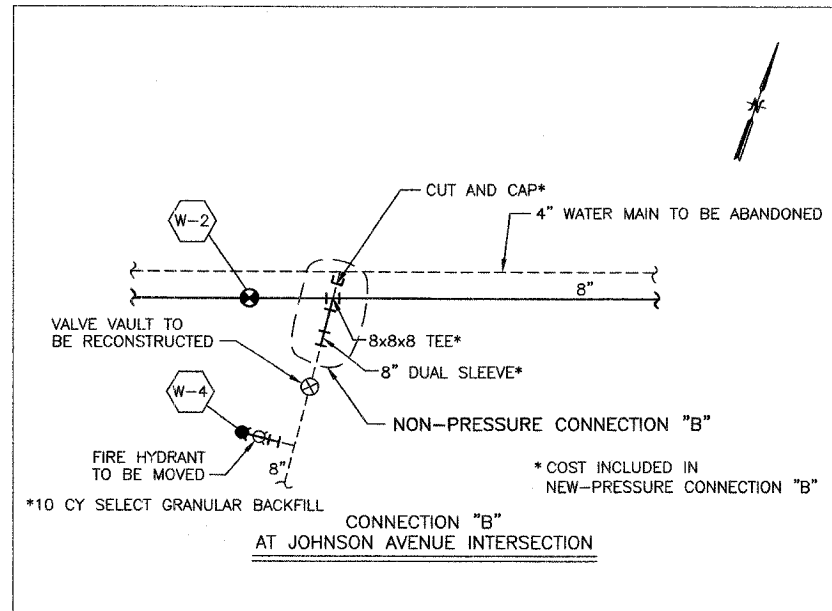 N
CUT AND CAP*
W-2
4" WATER MAIN TO BE ABANDONED
8"
VALVE VAULT TO
BE RECONSTRUCTED
8x8x8 TEE*
8" DUAL SLEEVE*
W-4
NON-PRESSURE CONNECTION "B"
FIRE HYDRANT
TO BE MOVED
8"
* COST INCLUDED IN
NEW-PRESSURE CONNECTION "B"
*10 CY SELECT GRANULAR BACKFILL
CONNECTION "B"
AT JOHNSON AVENUE INTERSECTION